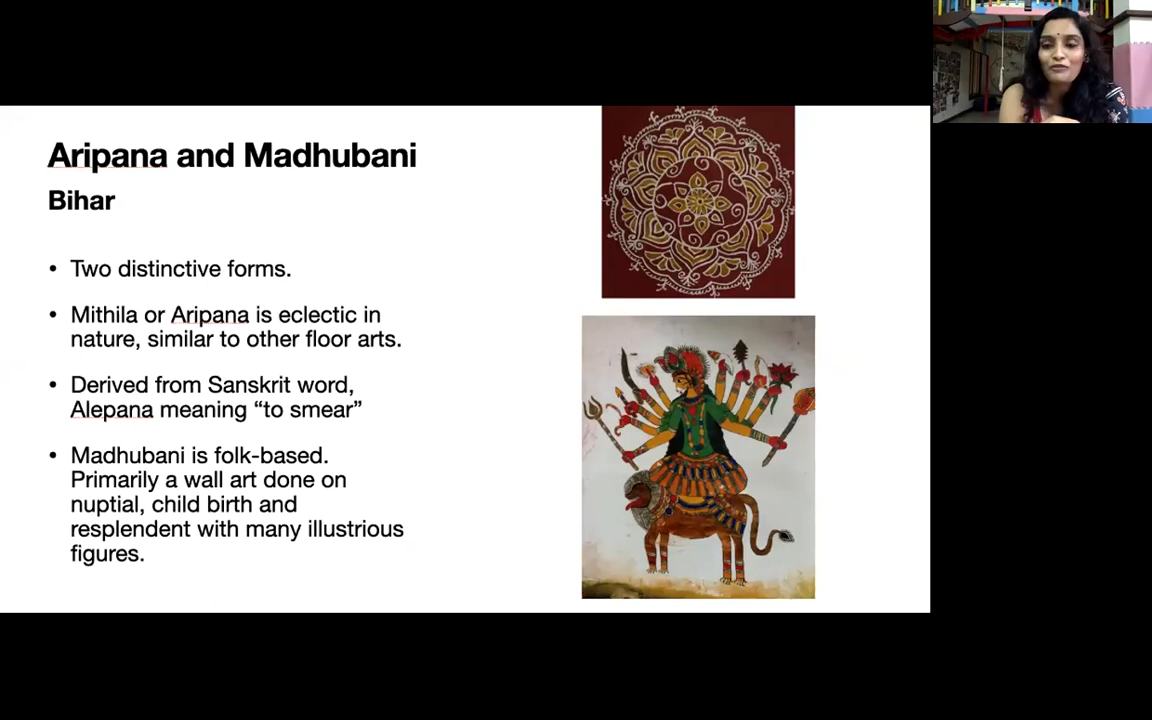 Aripana and Madhubani
Bihar
• Two distinctive forms.
• Mithila or Aripana is eclectic in
nature, similar to other floor arts.
• Derived from Sanskrit word,
Alepana meaning “to smear”
• Madhubani is folk-based.
Primarily a wall art done on
nuptial, child birth and
resplendent with many illustrious
figures.